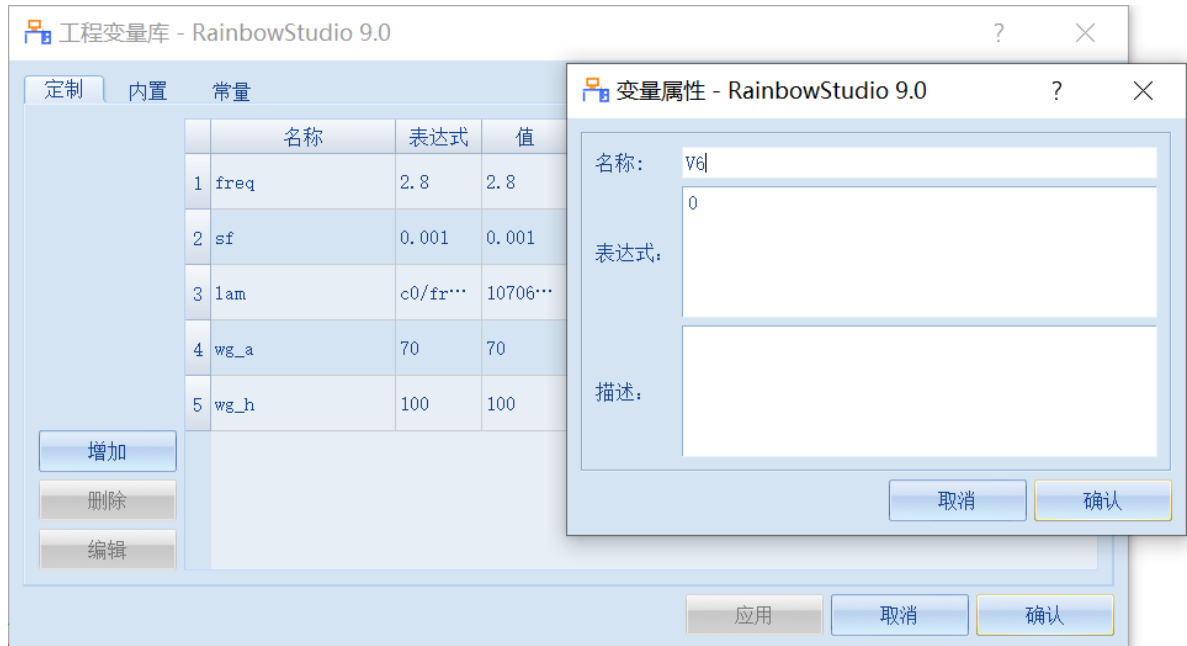 工程变量库 - RainbowStudio 9.0
?
定制 内置 常量
名称 表达式 值
1 freq 2.8 2.8
2 sf 0.001 0.001
3 lam c0/fr… 10706…
4 wg_a 70 70
5 wg_h 100 100
增加
删除
编辑
应用 取消 确认
变量属性 - RainbowStudio 9.0
?
名称: V6
表达式: 0
描述:
取消 确认